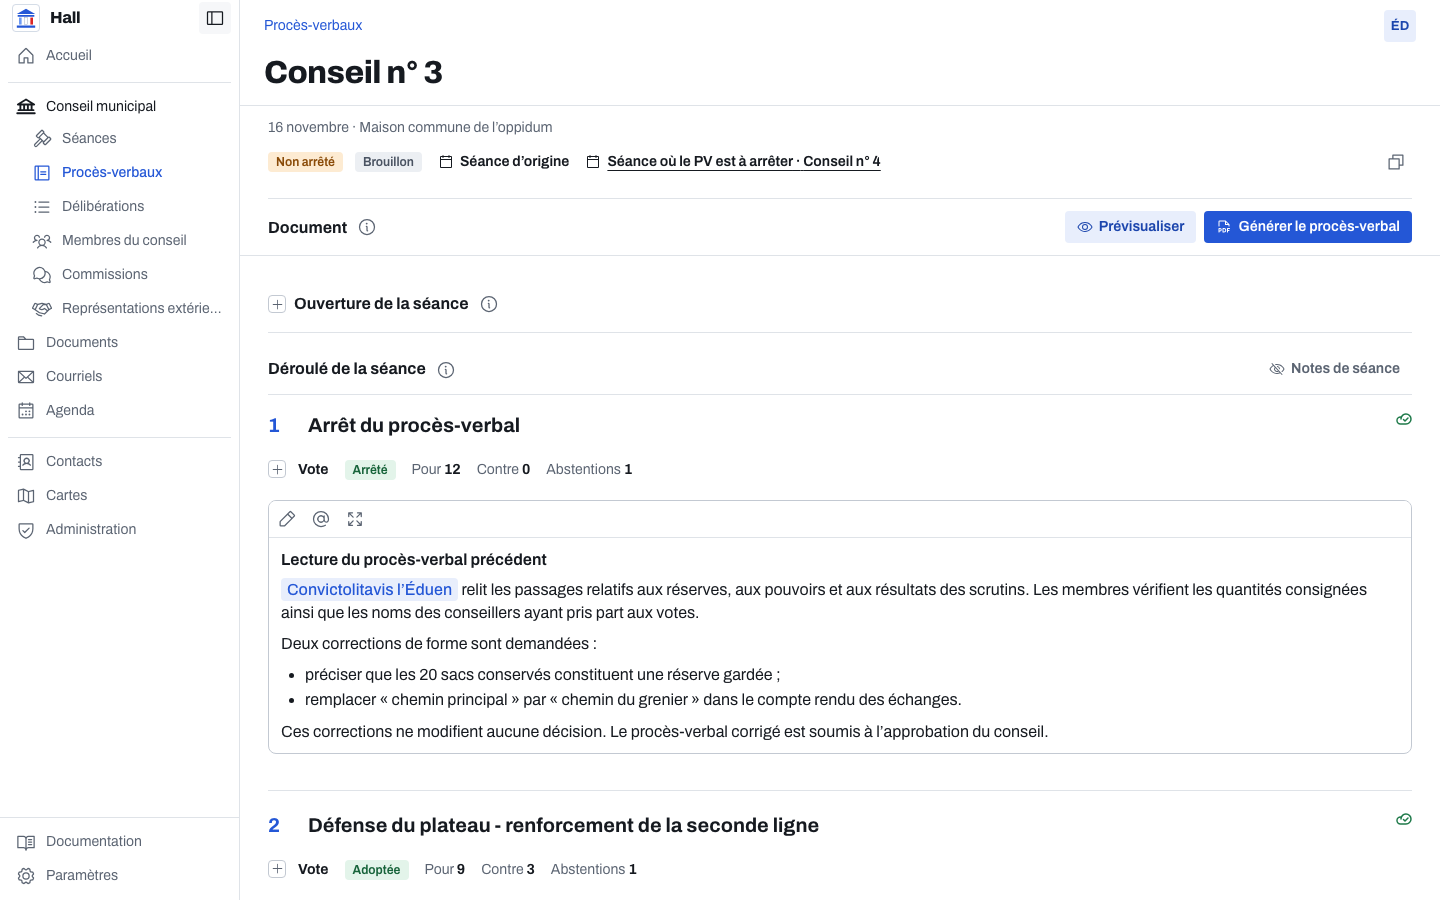 Hall
Accueil
Conseil municipal
Séances
Procès-verbaux
Délibérations
Membres du conseil
Commissions
Représentations extérie...
Documents
Courriels
Agenda
Contacts
Cartes
Administration
Documentation
Paramètres
Procès-verbaux
ÉD
Conseil n° 3
16 novembre · Maison commune de l’oppidum
Non arrêté Brouillon Séance d’origine Séance où le PV est à arrêter · Conseil n° 4
Document Prévisualiser PDF Générer le procès-verbal
Ouverture de la séance
Déroulé de la séance Notes de séance
1 Arrêt du procès-verbal
Vote Arrêté Pour 12 Contre 0 Abstentions 1
Lecture du procès-verbal précédent
Convictolitavis l’Éduen relit les passages relatifs aux réserves, aux pouvoirs et aux résultats des scrutins. Les membres vérifient les quantités consignées
ainsi que les noms des conseillers ayant pris part aux votes.
Deux corrections de forme sont demandées :
• préciser que les 20 sacs conservés constituent une réserve gardée ;
• remplacer « chemin principal » par « chemin du grenier » dans le compte rendu des échanges.
Ces corrections ne modifient aucune décision. Le procès-verbal corrigé est soumis à l’approbation du conseil.
2 Défense du plateau - renforcement de la seconde ligne
Vote Adoptée Pour 9 Contre 3 Abstentions 1